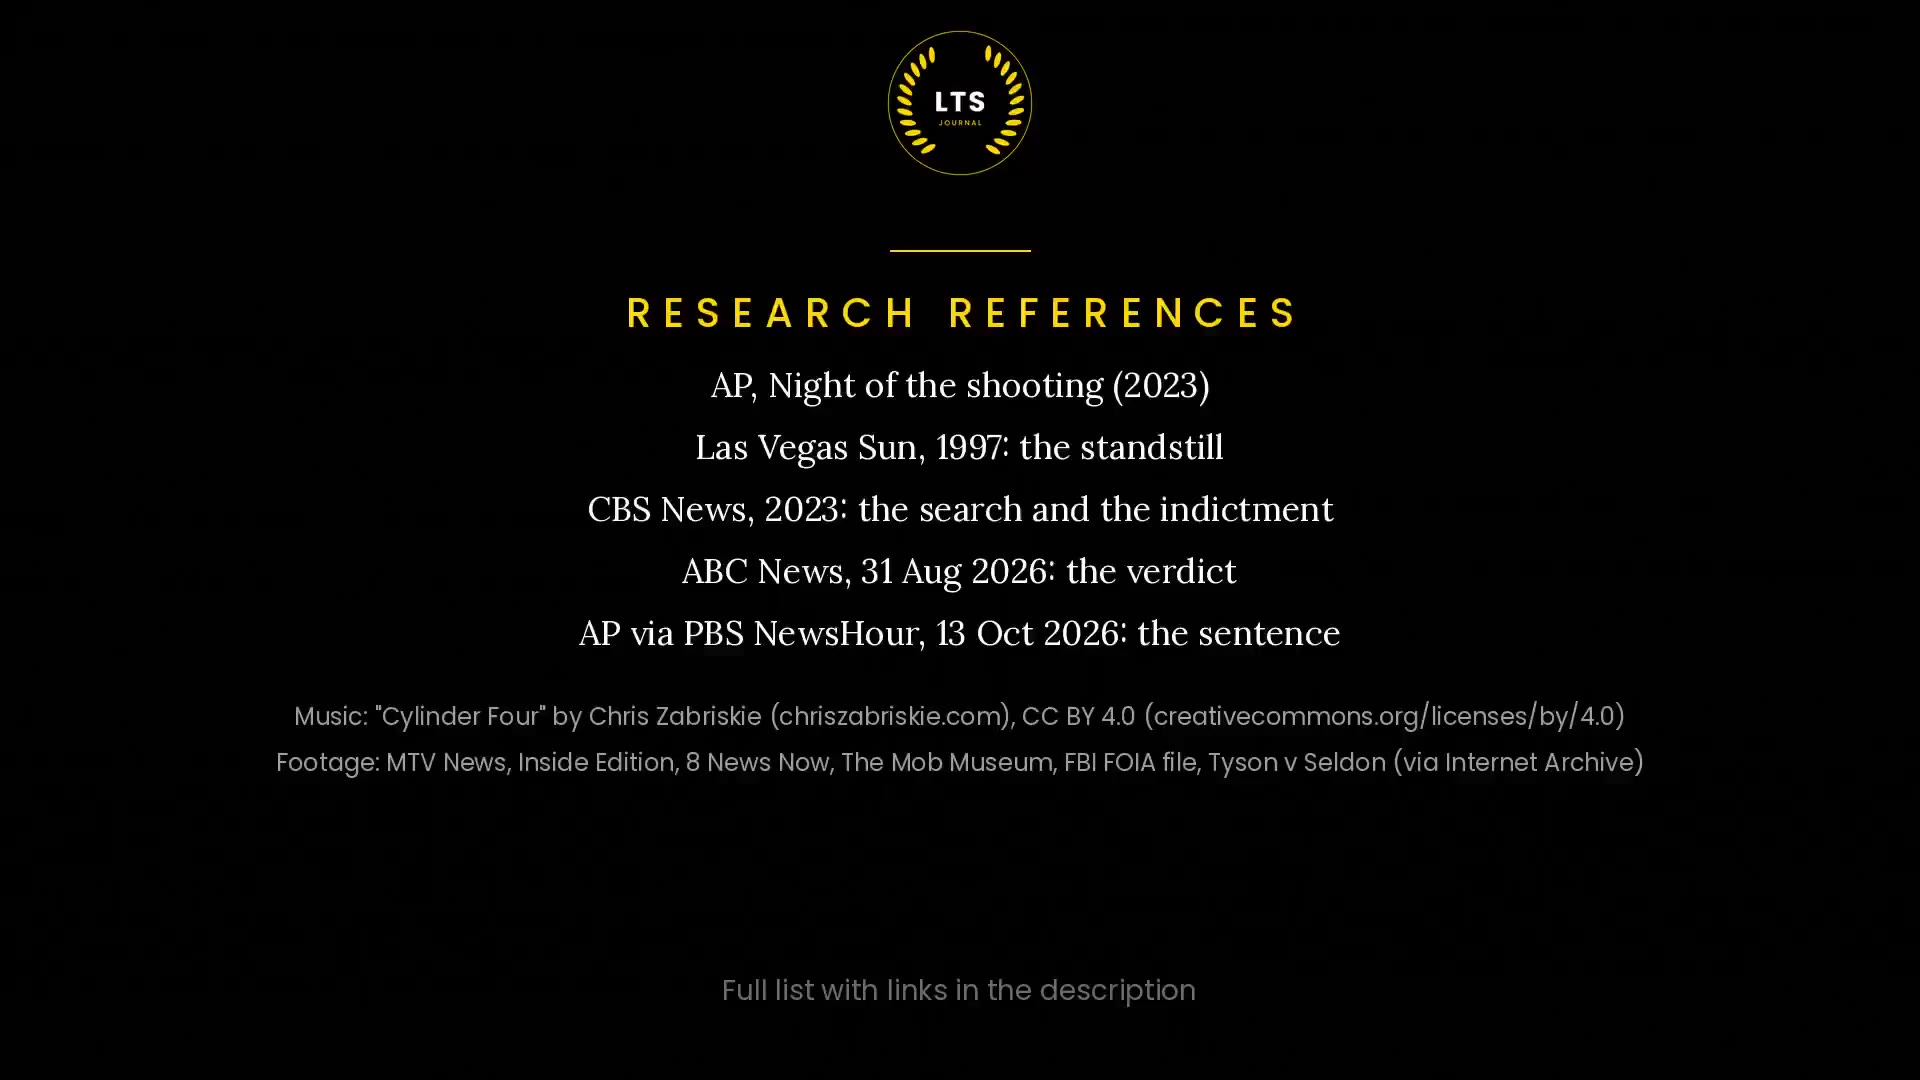 LTS
JOURNAL
RESEARCH REFERENCES
AP, Night of the shooting (2023)
Las Vegas Sun, 1997: the standstill
CBS News, 2023: the search and the indictment
ABC News, 31 Aug 2026: the verdict
AP via PBS NewsHour, 13 Oct 2026: the sentence
Music: "Cylinder Four" by Chris Zabriskie (chriszabriskie.com), CC BY 4.0 (creativecommons.org/licenses/by/4.0)
Footage: MTV News, Inside Edition, 8 News Now, The Mob Museum, FBI FOIA file, Tyson v Seldon (via Internet Archive)
Full list with links in the description